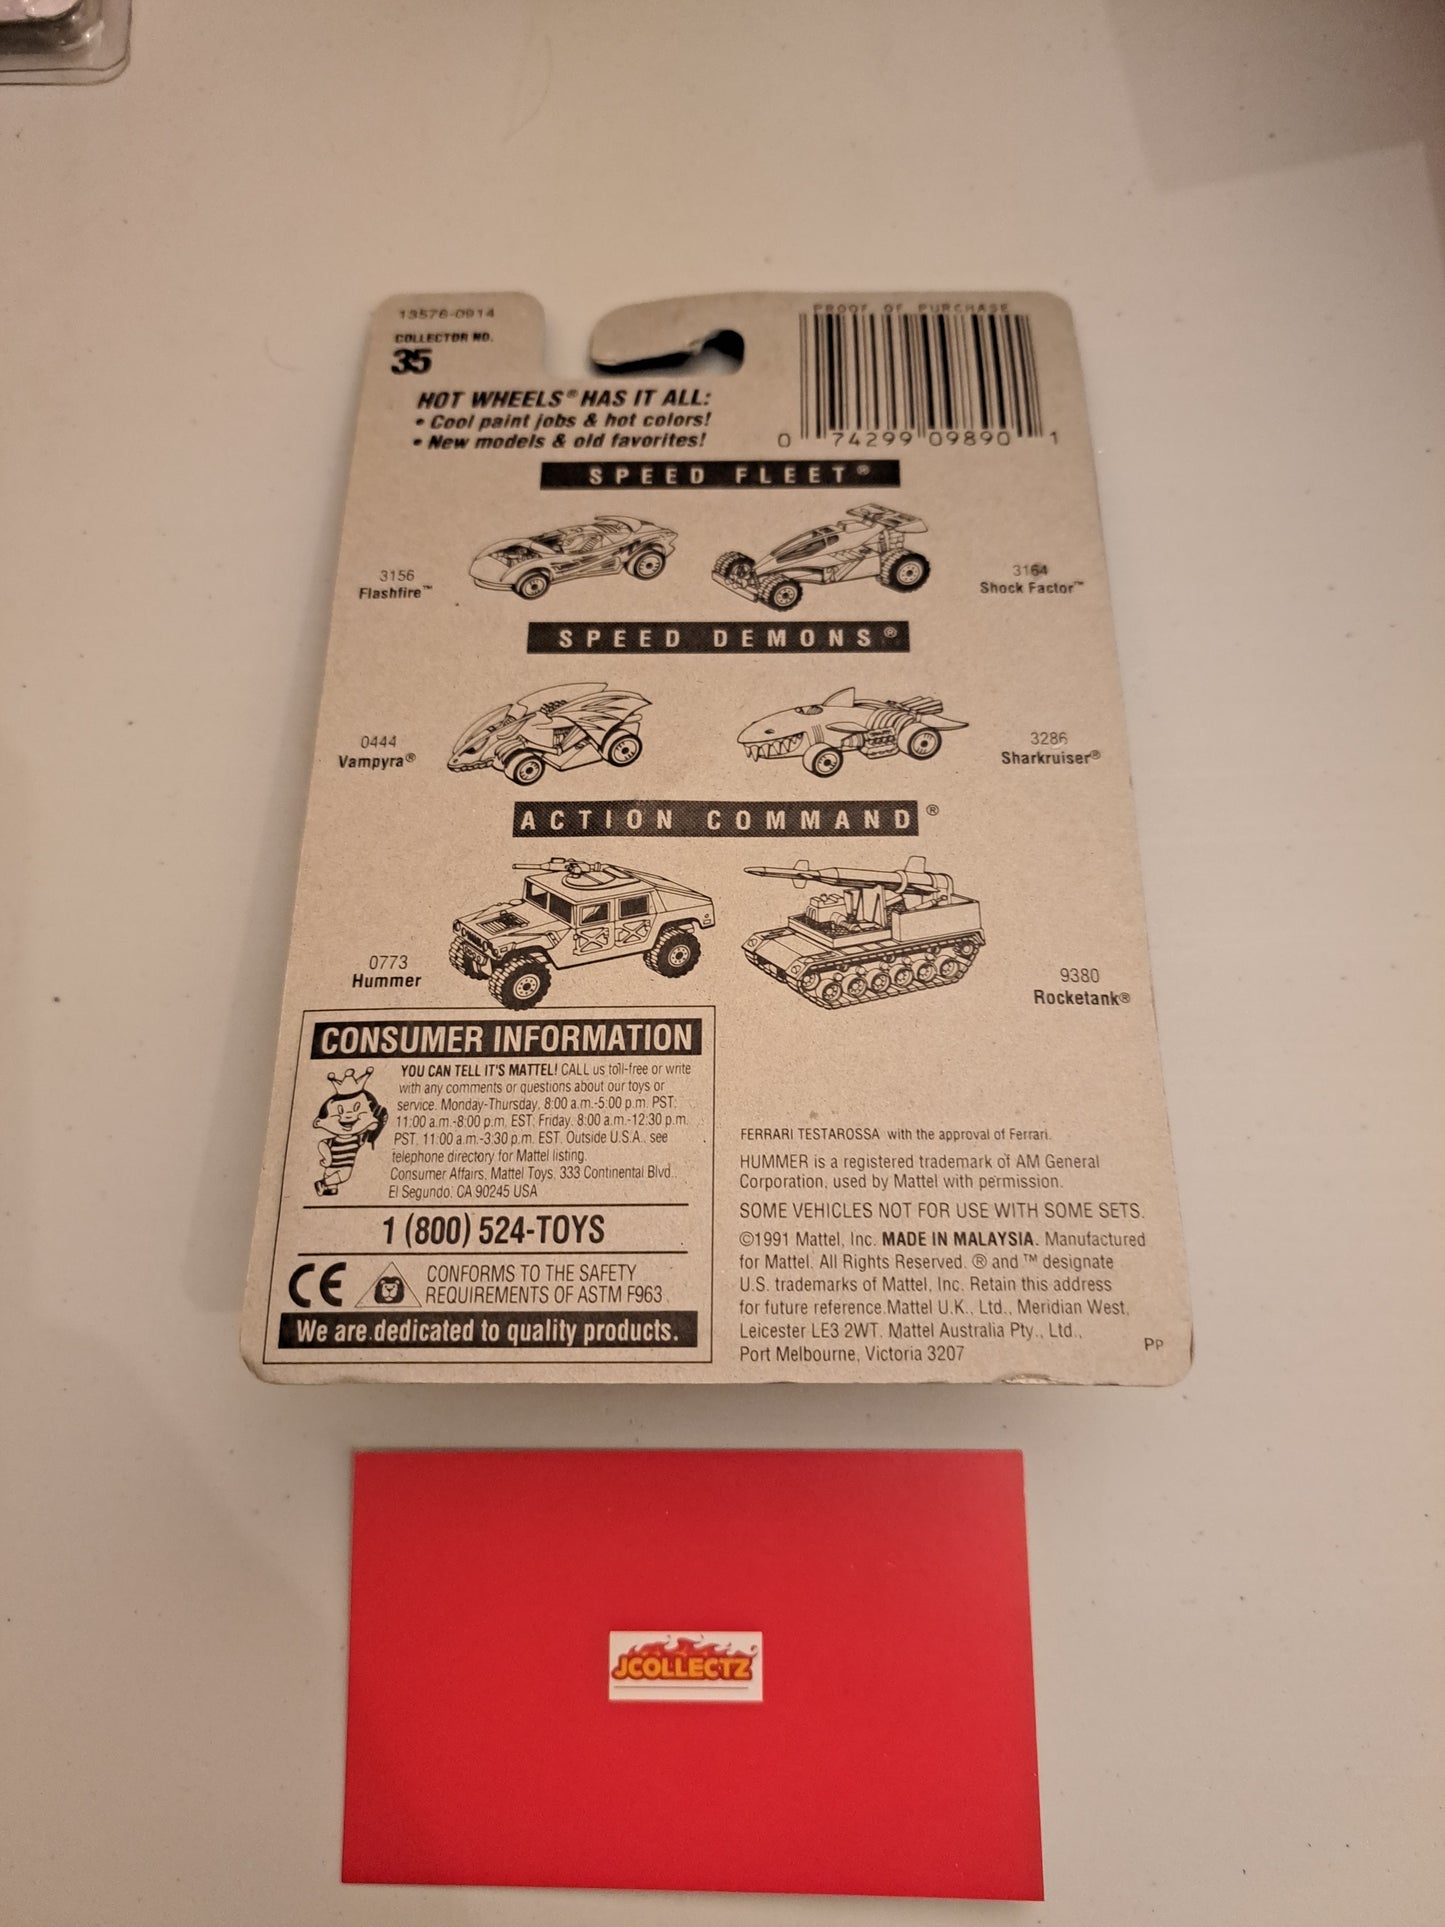 13576-0914
COLLECTOR NO.
35
PROOF OF PURCHASE
0 74299 09890 1
HOT WHEELS® HAS IT ALL:
• Cool paint jobs & hot colors!
• New models & old favorites!
SPEED FLEET®
3156
Flashfire™
3164
Shock Factor™
SPEED DEMONS®
0444
Vampyra®
3286
Sharkruiser®
ACTION COMMAND®
0773
Hummer
9380
Rocketank®
CONSUMER INFORMATION
YOU CAN TELL IT'S MATTEL! CALL us toll-free or write
with any comments or questions about our toys or
service. Monday-Thursday, 8:00 a.m.-5:00 p.m. PST;
11:00 a.m.-8:00 p.m. EST; Friday, 8:00 a.m.-12:30 p.m.
PST, 11:00 a.m.-3:30 p.m. EST. Outside U.S.A., see
telephone directory for Mattel listing.
Consumer Affairs, Mattel Toys, 333 Continental Blvd.,
El Segundo, CA 90245 USA
1 (800) 524-TOYS
CE
CONFORMS TO THE SAFETY
REQUIREMENTS OF ASTM F963.
We are dedicated to quality products.
FERRARI TESTAROSSA with the approval of Ferrari.
HUMMER is a registered trademark of AM General
Corporation, used by Mattel with permission.
SOME VEHICLES NOT FOR USE WITH SOME SETS.
©1991 Mattel, Inc. MADE IN MALAYSIA. Manufactured
for Mattel. All Rights Reserved. ® and ™ designate
U.S. trademarks of Mattel, Inc. Retain this address
for future reference.Mattel U.K., Ltd., Meridian West,
Leicester LE3 2WT. Mattel Australia Pty., Ltd.,
Port Melbourne, Victoria 3207
PP
JCOLLECTZ